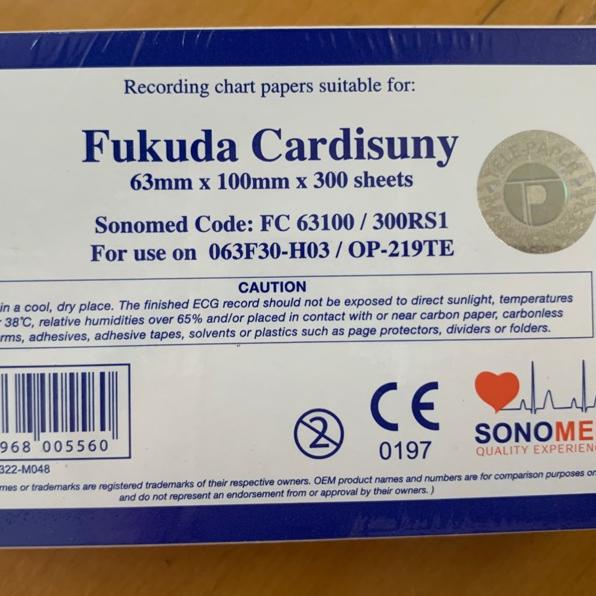 Recording chart papers suitable for:
Fukuda Cardisuny
63mm x 100mm x 300 sheets
Sonomed Code: FC 63100 / 300RS1
For use on 063F30-H03 / OP-219TE
TELE-PAPER
CAUTION
in a cool, dry place. The finished ECG record should not be exposed to direct sunlight, temperatures
38°C, relative humidities over 65% and/or placed in contact with or near carbon paper, carbonless
rms, adhesives, adhesive tapes, solvents or plastics such as page protectors, dividers or folders.
968 005560
322-M048
2
CE
0197
SONOME
QUALITY EXPERIENC
mes or trademarks are registered trademarks of their respective owners. OEM product names and numbers are for comparison purposes on
and do not represent an endorsement from or approval by their owners. )